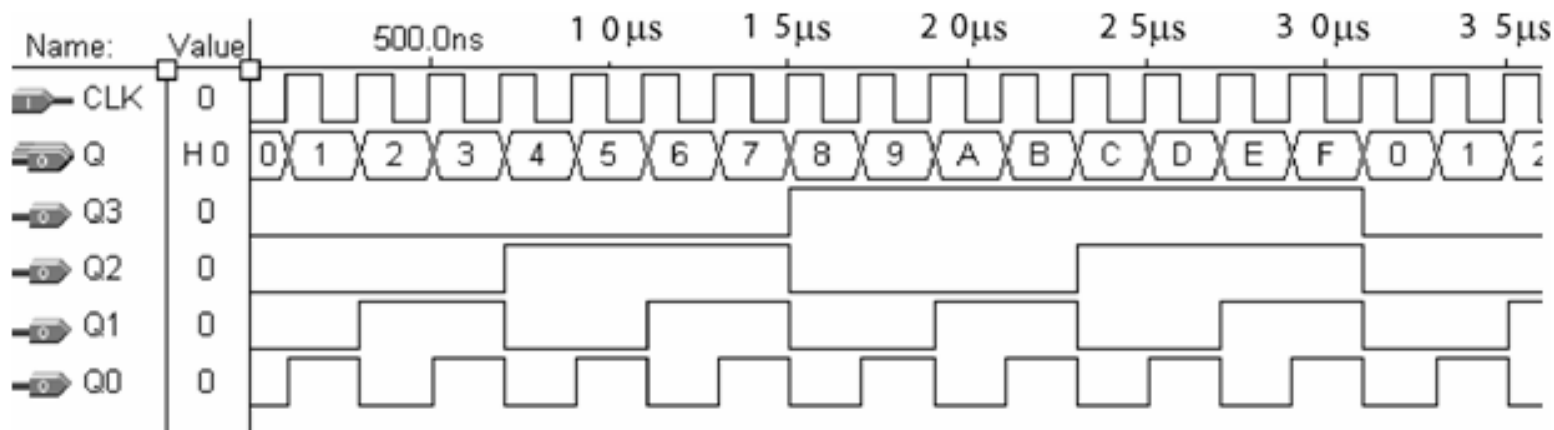 Name: Value 500.0ns 1 0μs 1 5μs 2 0μs 2 5μs 3 0μs 3 5μs
CLK 0
Q H 0 0 1 2 3 4 5 6 7 8 9 A B C D E F 0 1 2
Q3 0
Q2 0
Q1 0
Q0 0